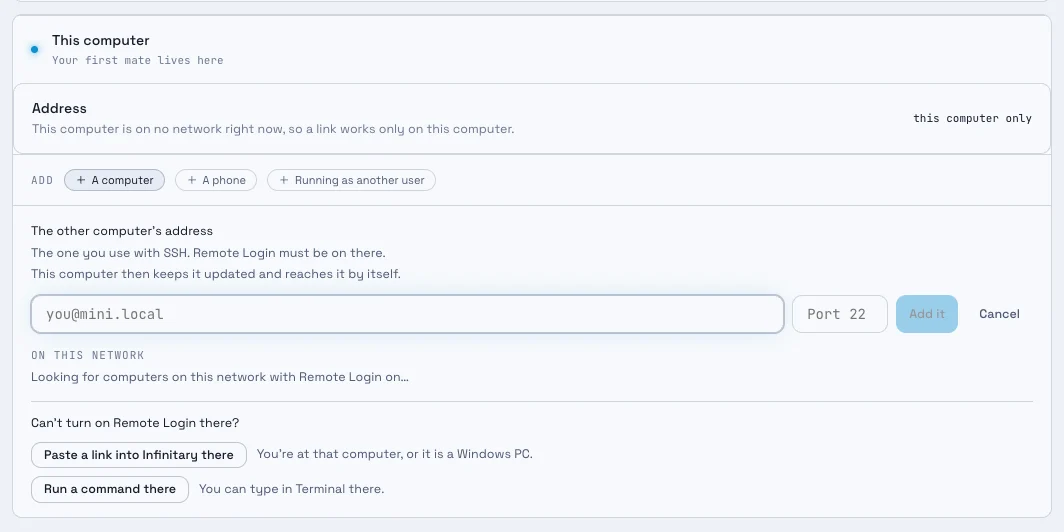 This computer
Your first mate lives here
Address
This computer is on no network right now, so a link works only on this computer.
this computer only
ADD + A computer + A phone + Running as another user
The other computer's address
The one you use with SSH. Remote Login must be on there.
This computer then keeps it updated and reaches it by itself.
you@mini.local Port 22 Add it Cancel
ON THIS NETWORK
Looking for computers on this network with Remote Login on…
Can't turn on Remote Login there?
Paste a link into Infinitary there You're at that computer, or it is a Windows PC.
Run a command there You can type in Terminal there.